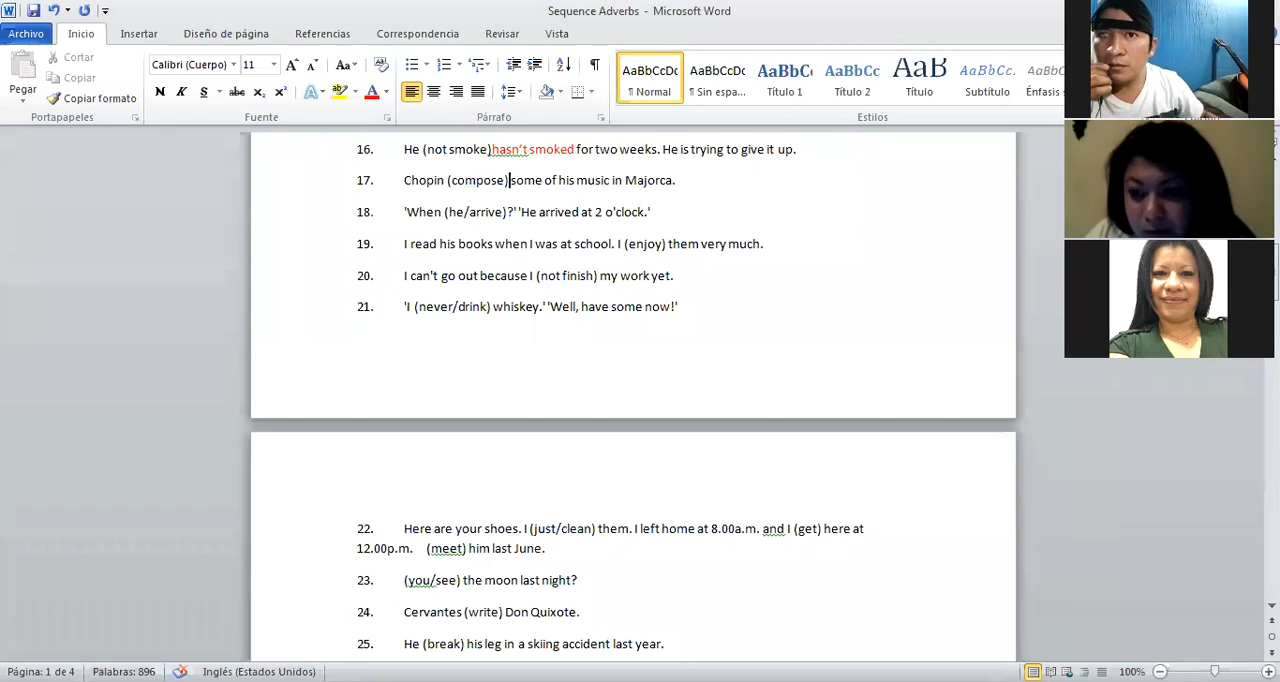 Sequence Adverbs - Microsoft Word
Archivo Inicio Insertar Diseño de página Referencias Correspondencia Revisar Vista
Cortar
Copiar
Pegar Copiar formato
Calibri (Cuerpo) 11
AaBbCcDc AaBbCcDc AaBbC AaBbCc AaB AaBbCc. AaBbC
¶ Normal ¶ Sin espa... Título 1 Título 2 Título Subtítulo Énfasis
Portapapeles Fuente Párrafo Estilos
16. He (not smoke)hasn't smoked for two weeks. He is trying to give it up.
17. Chopin (compose)some of his music in Majorca.
18. 'When (he/arrive)?' 'He arrived at 2 o'clock.'
19. I read his books when I was at school. I (enjoy) them very much.
20. I can't go out because I (not finish) my work yet.
21. 'I (never/drink) whiskey.' 'Well, have some now!'
22. Here are your shoes. I (just/clean) them. I left home at 8.00a.m. and I (get) here at
12.00p.m. (meet) him last June.
23. (you/see) the moon last night?
24. Cervantes (write) Don Quixote.
25. He (break) his leg in a skiing accident last year.
Página: 1 de 4 Palabras: 896 Inglés (Estados Unidos) 100%